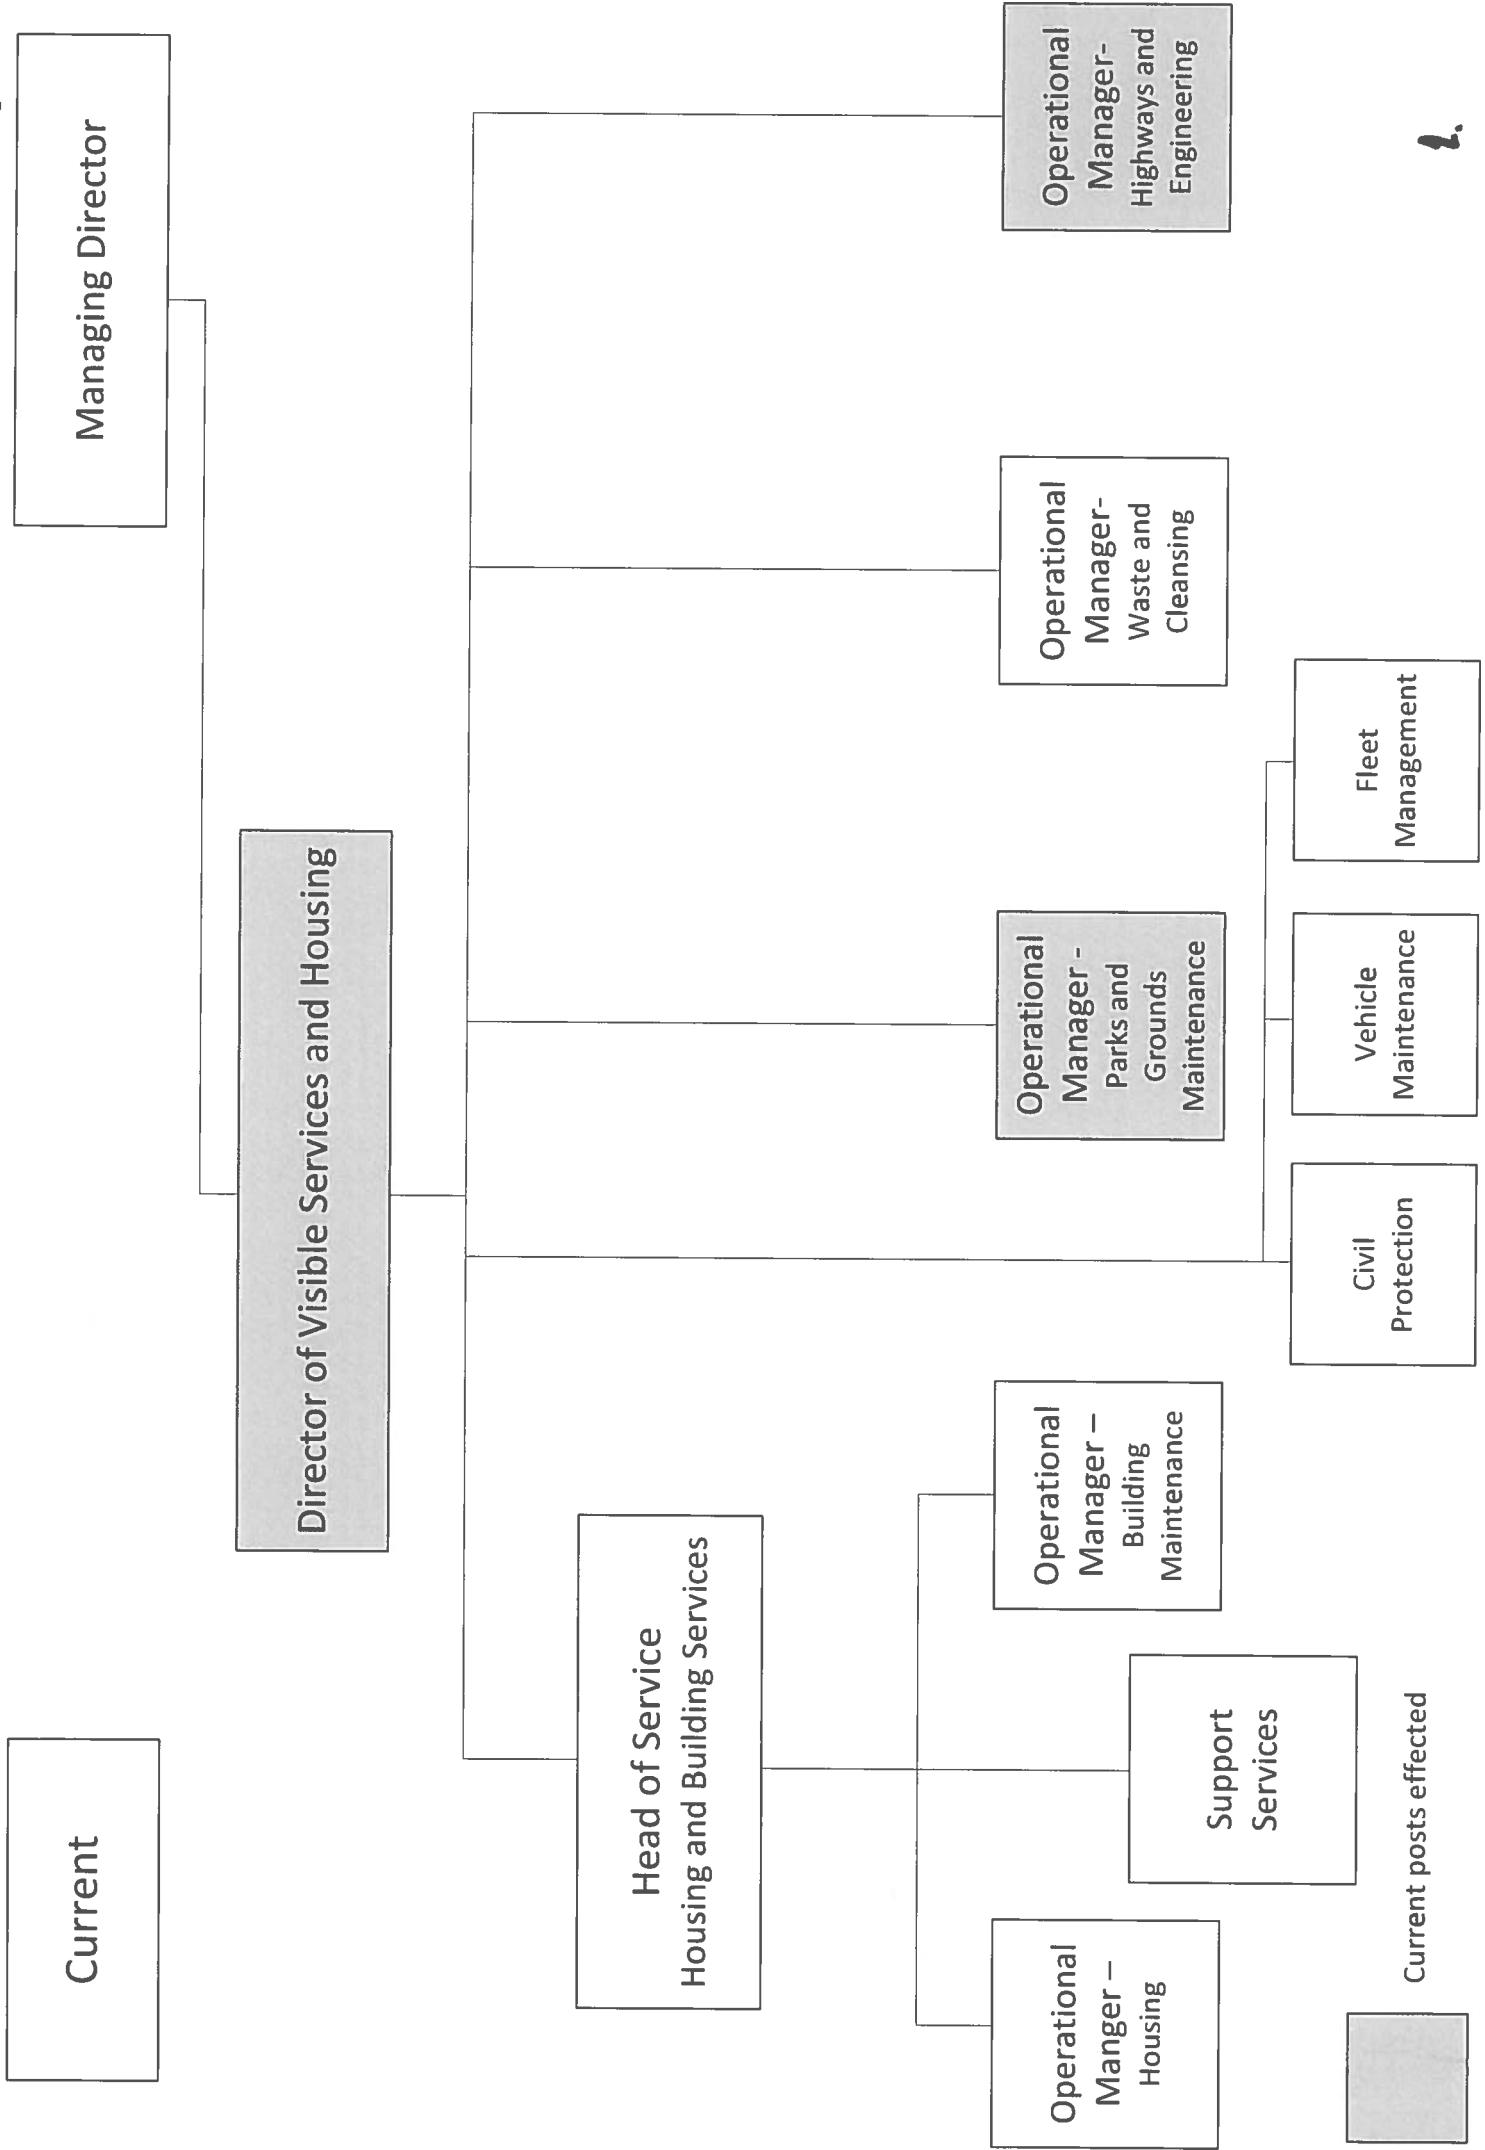 Current
Managing Director
Director of Visible Services and Housing
Head of Service
Housing and Building Services
Operational
Manger –
Housing
Support
Services
Operational
Manager –
Building
Maintenance
Civil
Protection
Vehicle
Maintenance
Fleet
Management
Operational
Manager -
Parks and
Grounds
Maintenance
Operational
Manager-
Waste and
Cleansing
Operational
Manager-
Highways and
Engineering
Current posts effected